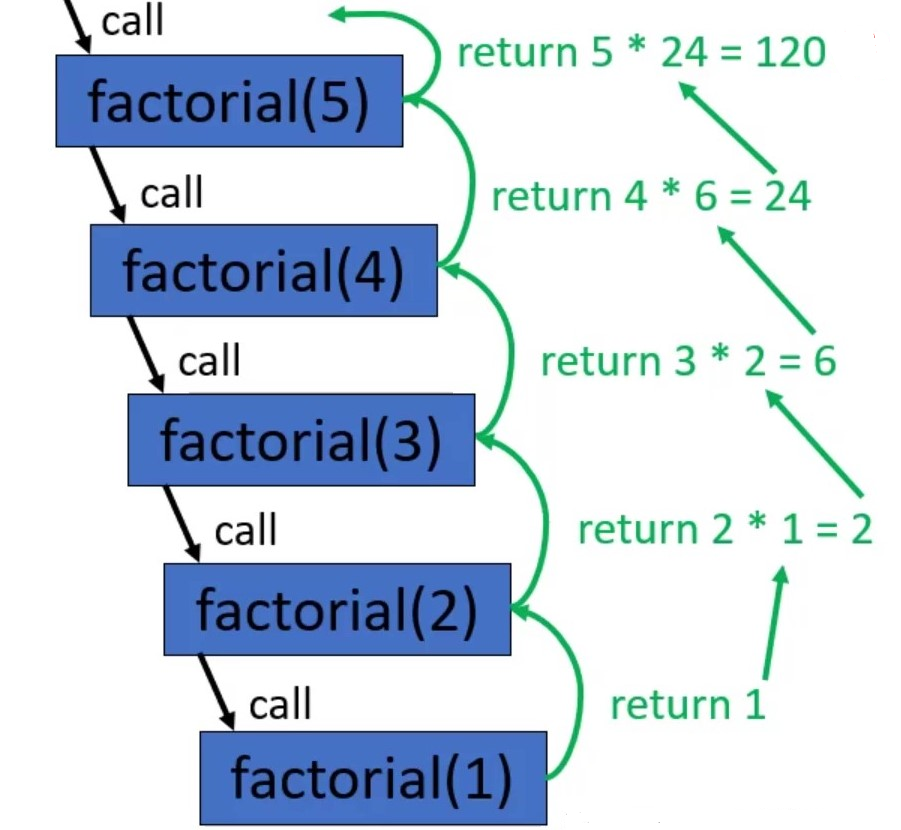 call
return 5 * 24 = 120
factorial(5)
call
return 4 * 6 = 24
factorial(4)
call
return 3 * 2 = 6
factorial(3)
call
return 2 * 1 = 2
factorial(2)
call
return 1
factorial(1)